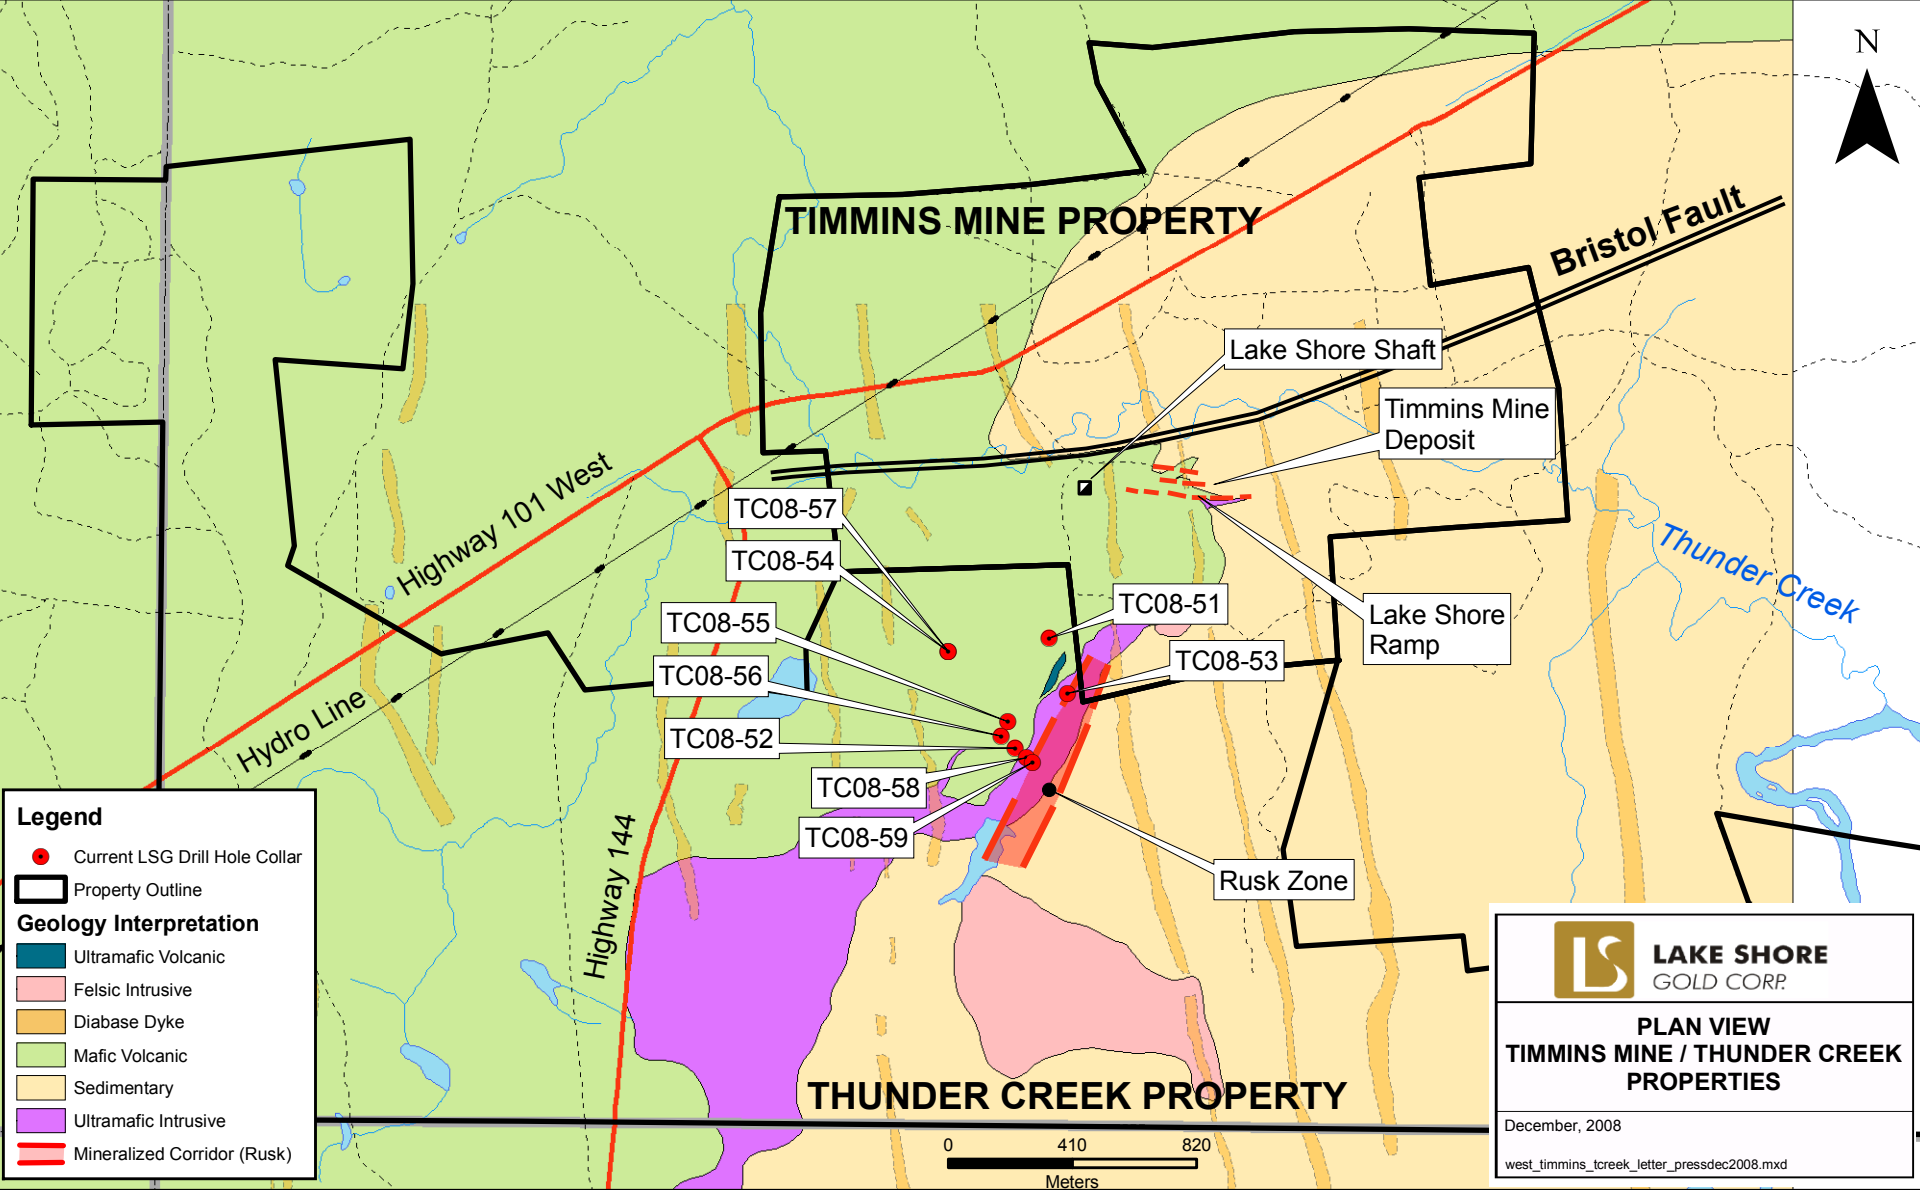 N
TIMMINS MINE PROPERTY
Bristol Fault
Lake Shore Shaft
Timmins Mine
Deposit
Highway 101 West
TC08-57
TC08-54
TC08-55
TC08-51
Thunder Creek
Lake Shore
Ramp
TC08-56
TC08-53
Hydro Line
TC08-52
TC08-58
TC08-59
Highway 144
Rusk Zone
Legend
Current LSG Drill Hole Collar
Property Outline
Geology Interpretation
Ultramafic Volcanic
Felsic Intrusive
Diabase Dyke
Mafic Volcanic
Sedimentary
Ultramafic Intrusive
Mineralized Corridor (Rusk)
THUNDER CREEK PROPERTY
0 410 820
Meters
LS
LAKE SHORE
GOLD CORP.
PLAN VIEW
TIMMINS MINE / THUNDER CREEK
PROPERTIES
December, 2008
west_timmins_tcreek_letter_pressdec2008.mxd